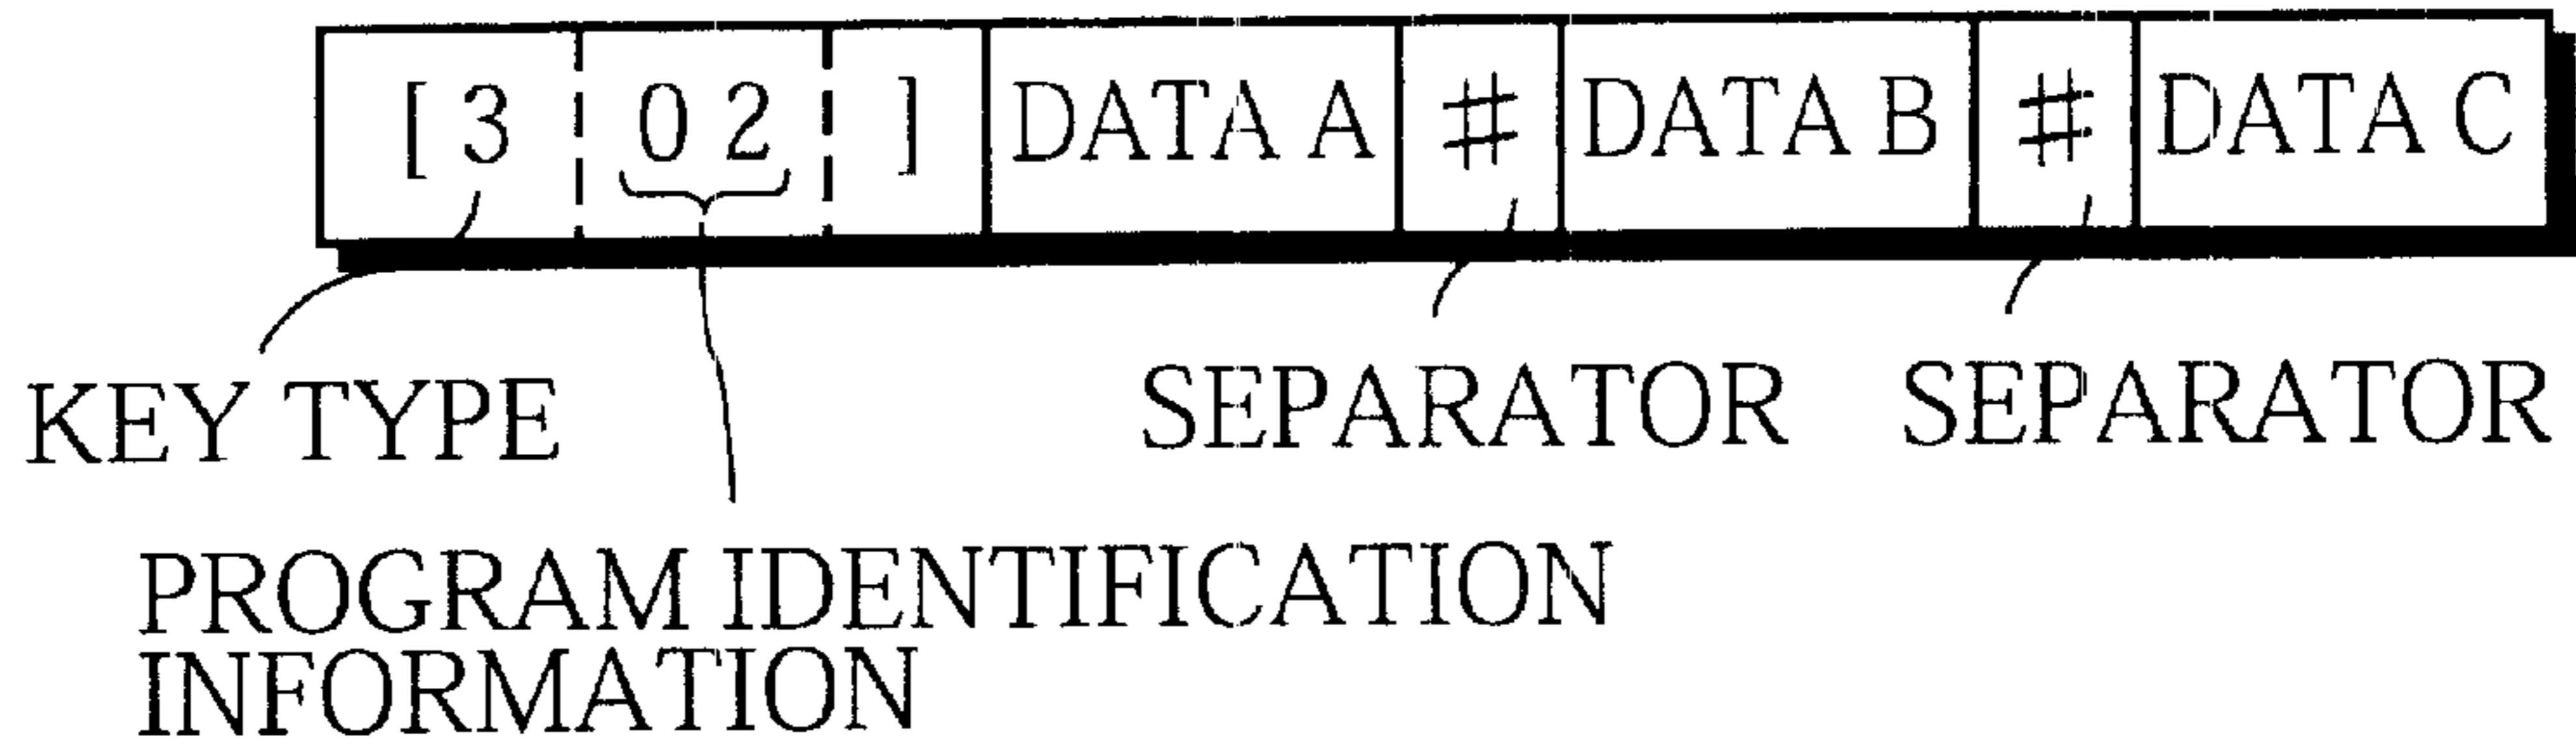 [ 3 0 2 ] DATA A # DATA B # DATA C
KEY TYPE SEPARATOR SEPARATOR
PROGRAM IDENTIFICATION
INFORMATION